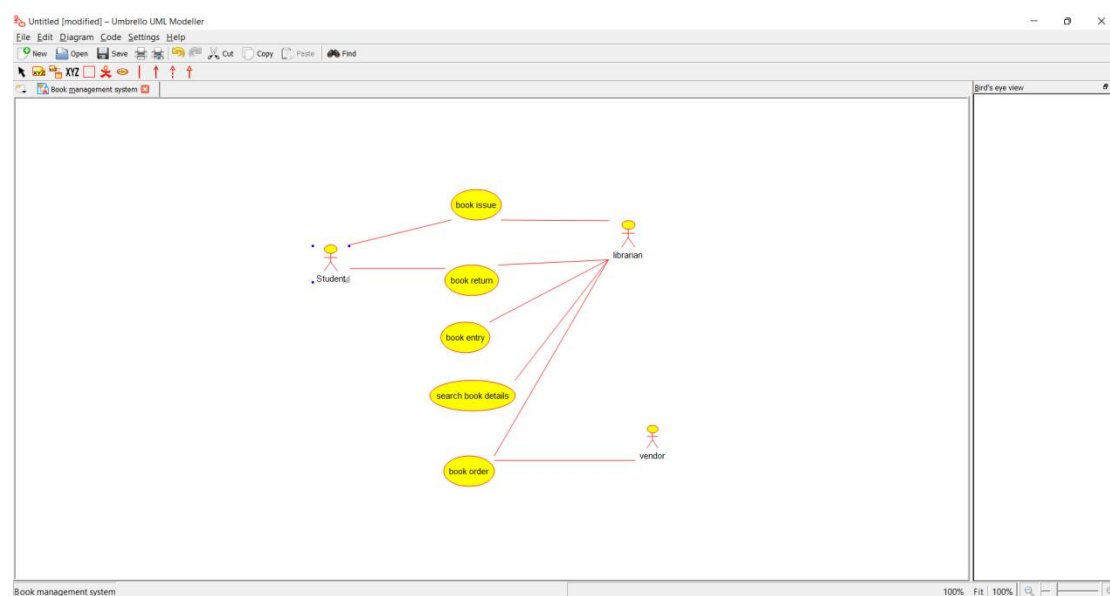 Untitled [modified] – Umbrello UML Modeller
File Edit Diagram Code Settings Help
New Open Save Cut Copy Paste Find
XYZ XYZ
Book management system
Bird's eye view
book issue
librarian
Student
book return
book entry
search book details
vendor
book order
Book management system 100% Fit 100%